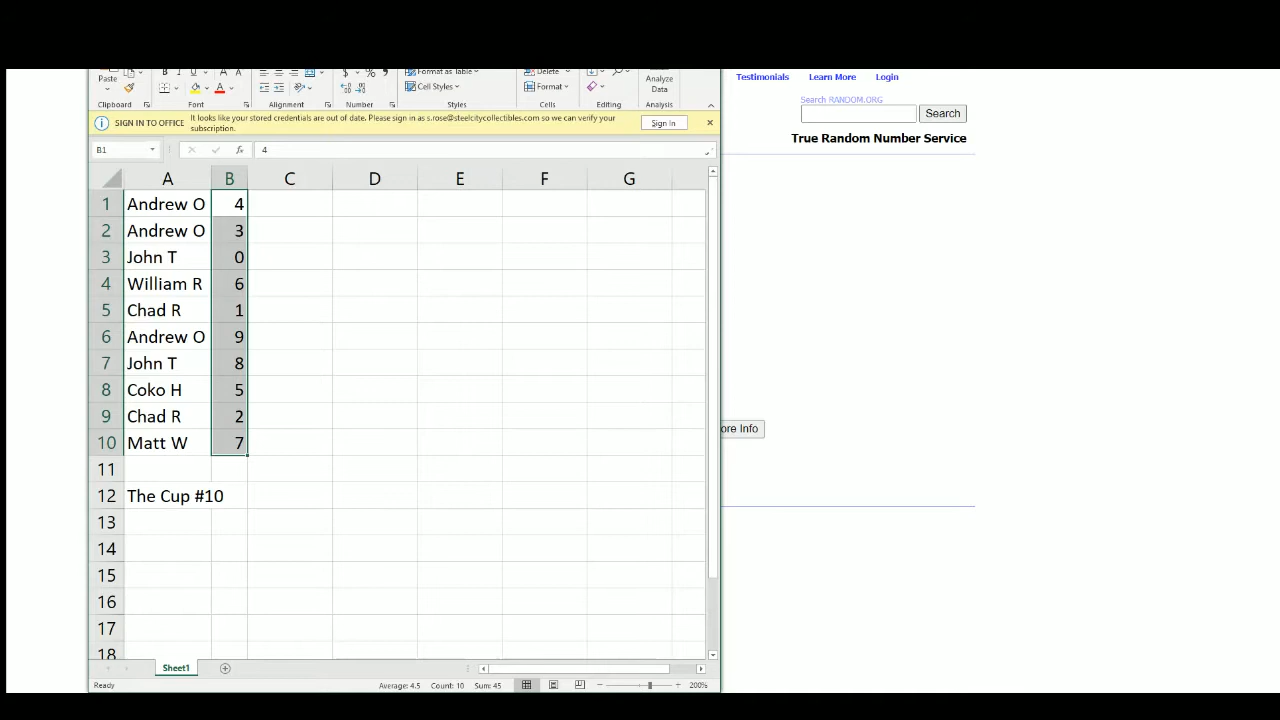 Testimonials Learn More Login
Paste
Format as Table
Delete
Analyze
Data
Cell Styles
Format
Clipboard Font Alignment Number Styles Cells Editing Analysis
Search RANDOM.ORG
Search
SIGN IN TO OFFICE It looks like your stored credentials are out of date. Please sign in as s.rose@steelcitycollectibles.com so we can verify your
subscription.
Sign In
True Random Number Service
B1 fx 4
A B C D E F G
1 Andrew O 4
2 Andrew O 3
3 John T 0
4 William R 6
5 Chad R 1
6 Andrew O 9
7 John T 8
8 Coko H 5
9 Chad R 2
10 Matt W 7
ore Info
11
12 The Cup #10
13
14
15
16
17
18
Sheet1
Ready Average: 4.5 Count: 10 Sum: 45 200%